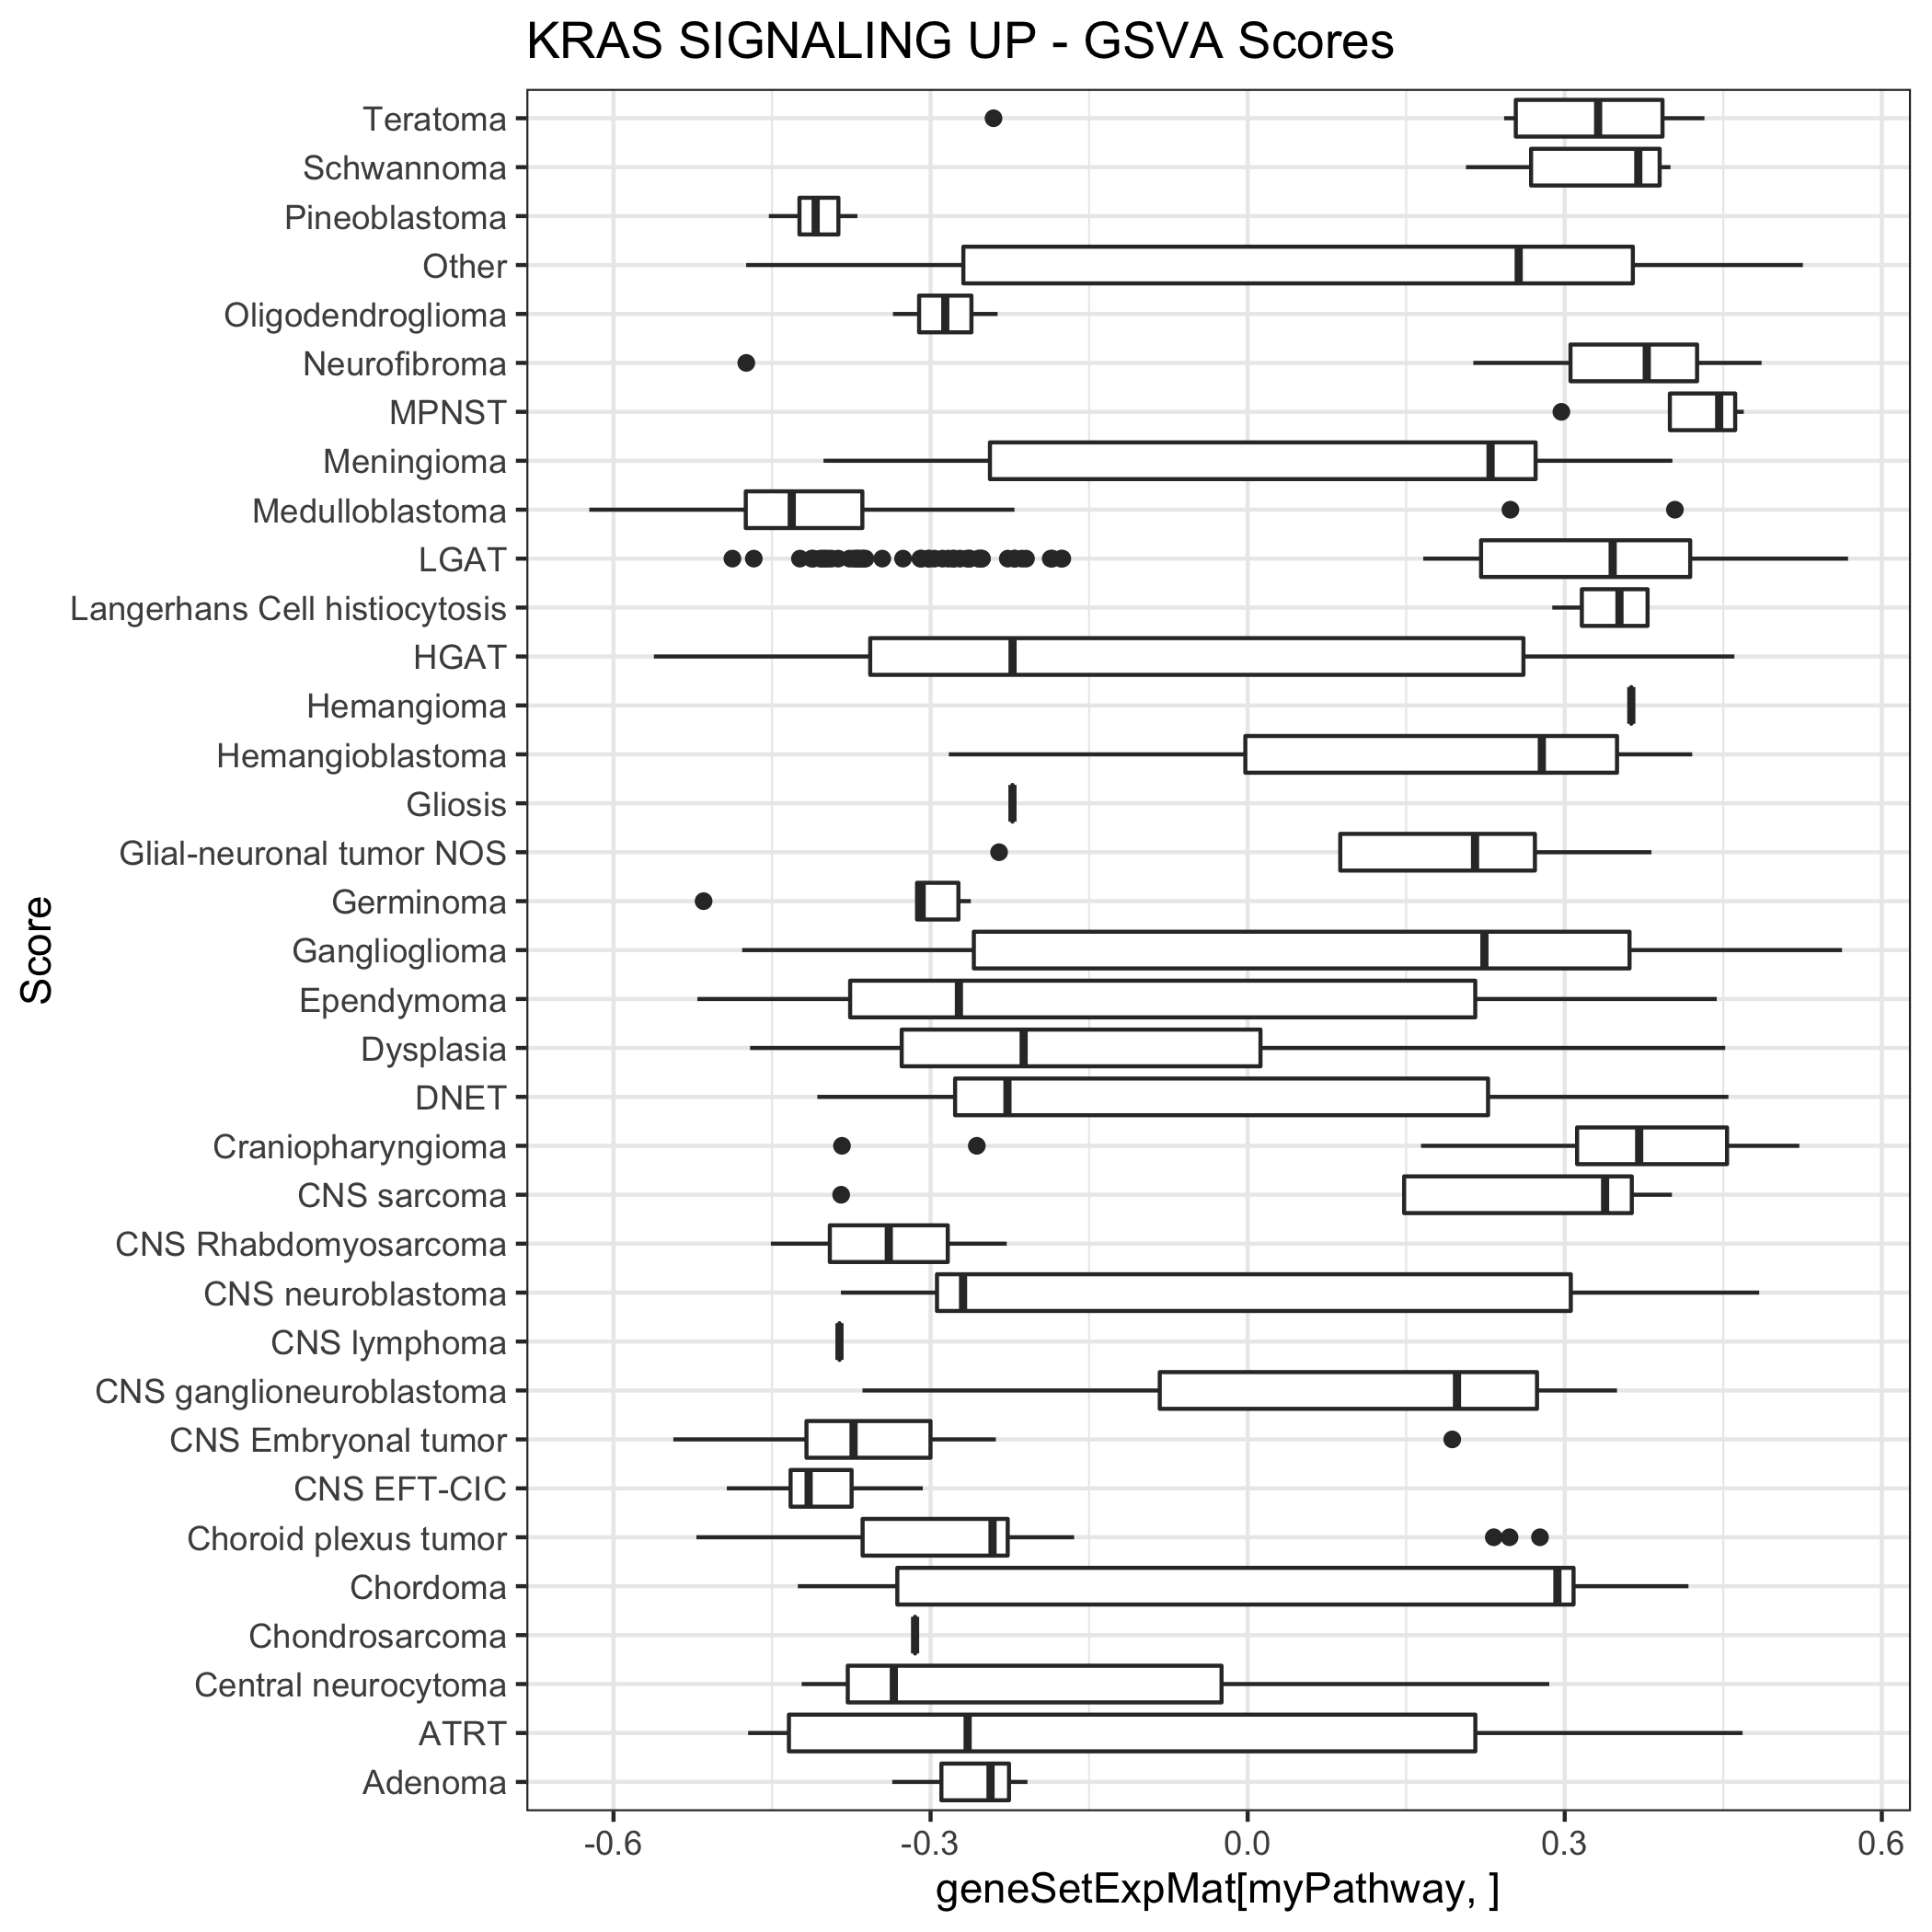 KRAS SIGNALING UP - GSVA Scores
Teratoma
Schwannoma
Pineoblastoma
Other
Oligodendroglioma
Neurofibroma
MPNST
Meningioma
Medulloblastoma
LGAT
Langerhans Cell histiocytosis
HGAT
Hemangioma
Hemangioblastoma
Gliosis
Glial-neuronal tumor NOS
Germinoma
Ganglioglioma
Ependymoma
Dysplasia
DNET
Craniopharyngioma
CNS sarcoma
CNS Rhabdomyosarcoma
CNS neuroblastoma
CNS lymphoma
CNS ganglioneuroblastoma
CNS Embryonal tumor
CNS EFT-CIC
Choroid plexus tumor
Chordoma
Chondrosarcoma
Central neurocytoma
ATRT
Adenoma
Score
-0.6 -0.3 0.0 0.3 0.6
geneSetExpMat[myPathway, ]